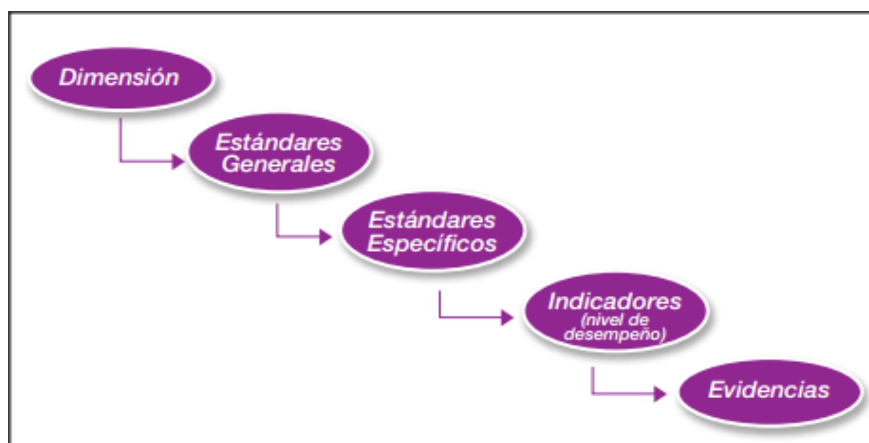 Dimensión
Estándares
Generales
Estándares
Específicos
Indicadores
(nivel de
desempeño)
Evidencias